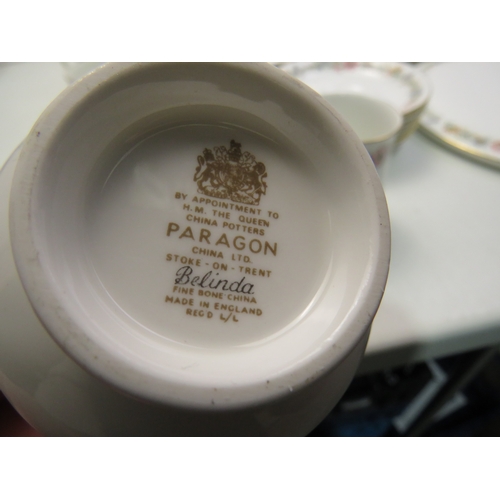 BY APPOINTMENT TO
H.M. THE QUEEN
CHINA POTTERS
PARAGON
CHINA LTD.
STOKE-ON-TRENT
Belinda
FINE BONE CHINA
MADE IN ENGLAND
REGD L/L